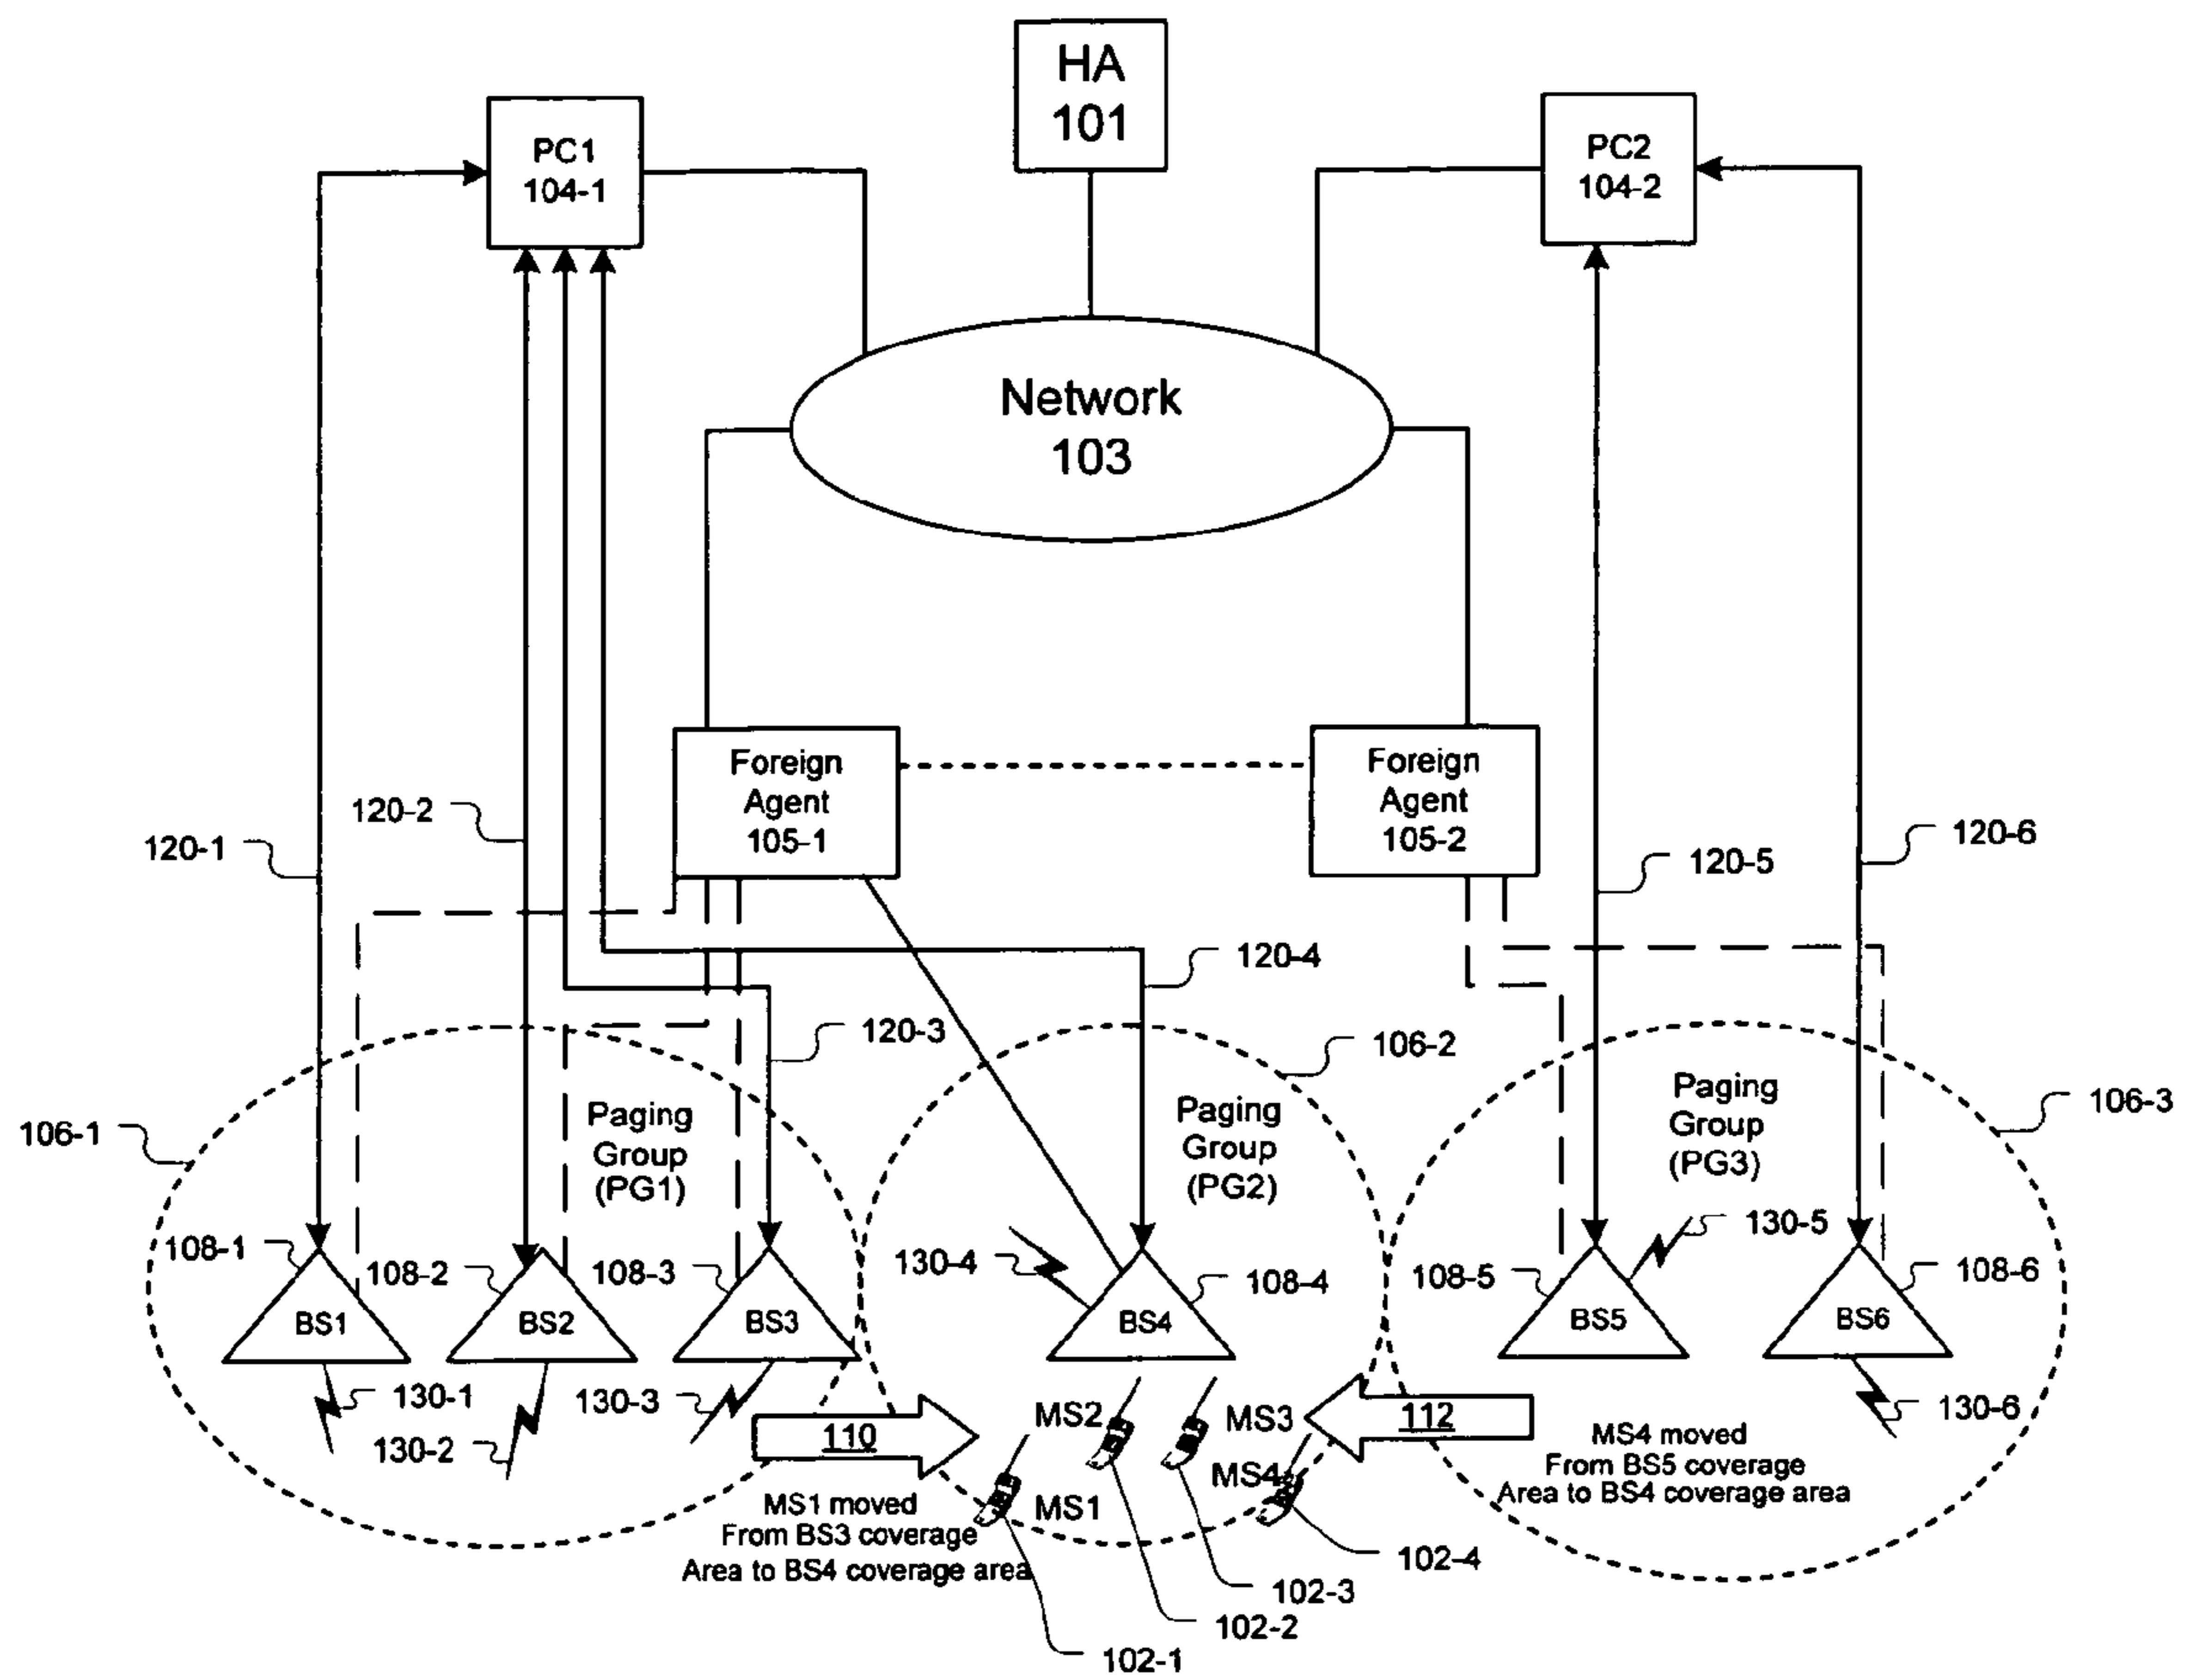 HA
101
PC1
104-1
PC2
104-2
Network
103
Foreign
Agent
105-1
Foreign
Agent
105-2
120-1
120-2
120-5
120-6
120-4
120-3
106-2
106-1
106-3
Paging
Group
(PG1)
Paging
Group
(PG2)
Paging
Group
(PG3)
108-1
108-2
108-3
130-4
108-4
108-5
130-5
108-6
BS1
BS2
BS3
BS4
BS5
BS6
130-1
130-2
130-3
130-6
110
112
MS2
MS3
MS1
MS4
MS1 moved
From BS3 coverage
Area to BS4 coverage area
MS4 moved
From BS5 coverage
Area to BS4 coverage area
102-4
102-3
102-2
102-1